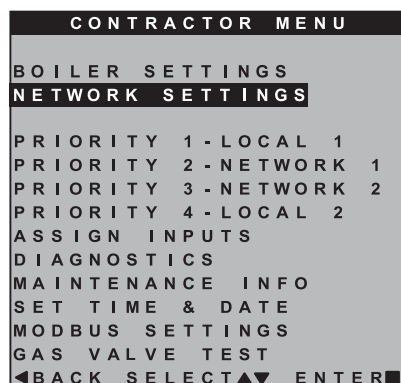 CONTRACTOR MENU
BOILER SETTINGS
NETWORK SETTINGS
PRIORITY 1-LOCAL 1
PRIORITY 2-NETWORK 1
PRIORITY 3-NETWORK 2
PRIORITY 4-LOCAL 2
ASSIGN INPUTS
DIAGNOSTICS
MAINTENANCE INFO
SET TIME & DATE
MODBUS SETTINGS
GAS VALVE TEST
◀BACK SELECT▲▼ ENTER■